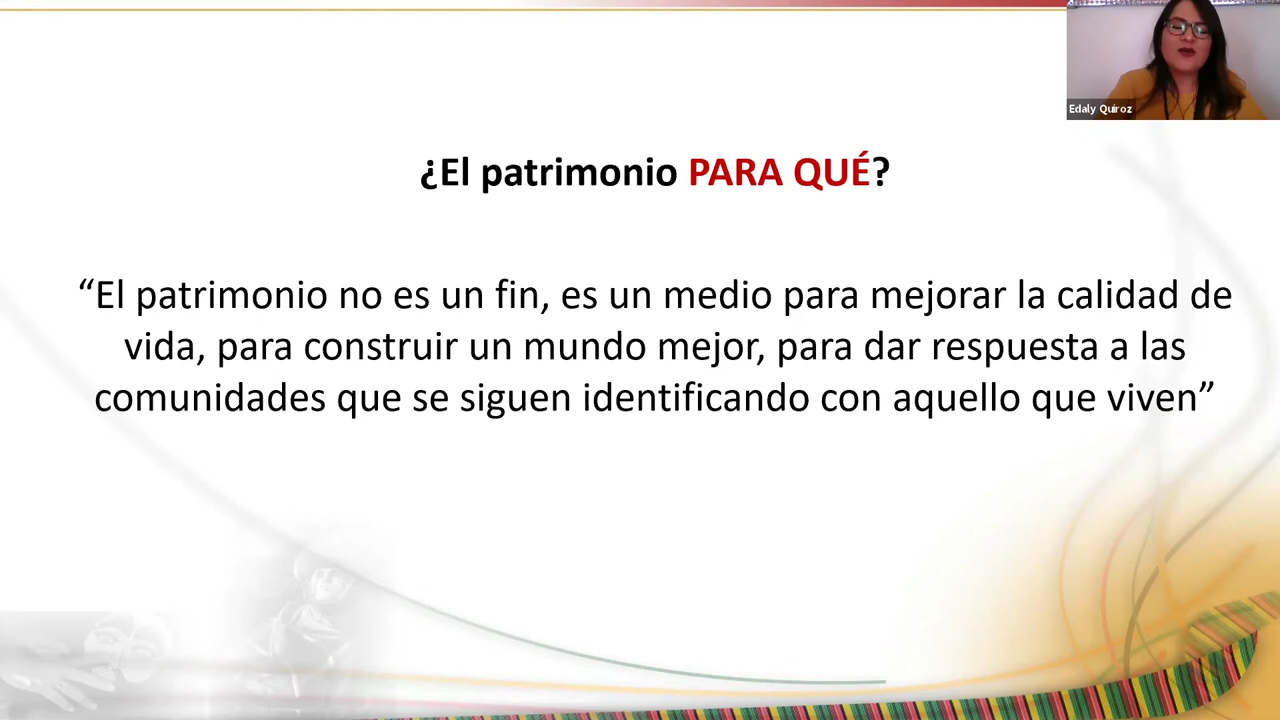 Edaly Quiroz
¿El patrimonio PARA QUÉ?
“El patrimonio no es un fin, es un medio para mejorar la calidad de
vida, para construir un mundo mejor, para dar respuesta a las
comunidades que se siguen identificando con aquello que viven”